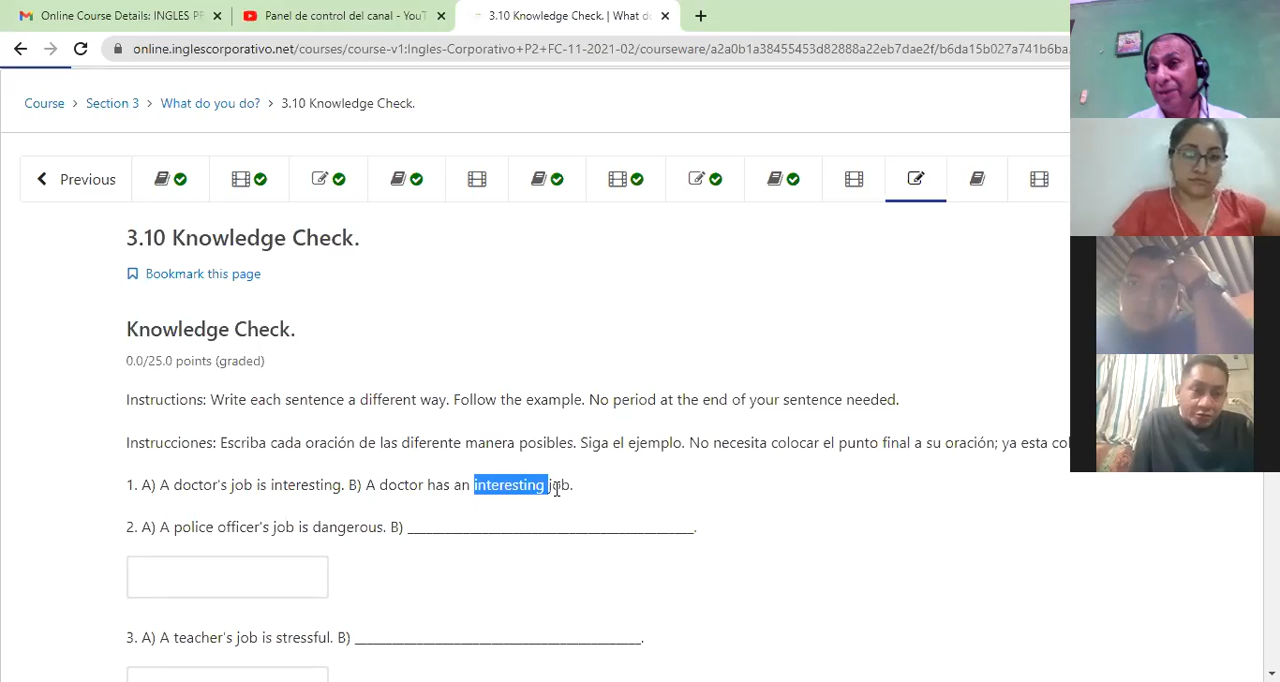 Online Course Details: INGLES PF
Panel de control del canal - YouT
3.10 Knowledge Check. | What do
online.inglescorporativo.net/courses/course-v1:Ingles-Corporativo+P2+FC-11-2021-02/courseware/a2a0b1a38455453d82888a22eb7dae2f/b6da15b027a741b6ba
Course > Section 3 > What do you do? > 3.10 Knowledge Check.
Previous
3.10 Knowledge Check.
Bookmark this page
Knowledge Check.
0.0/25.0 points (graded)
Instructions: Write each sentence a different way. Follow the example. No period at the end of your sentence needed.
Instrucciones: Escriba cada oración de las diferente manera posibles. Siga el ejemplo. No necesita colocar el punto final a su oración; ya esta col
1. A) A doctor's job is interesting. B) A doctor has an interesting job.
2. A) A police officer's job is dangerous. B) ________________________________________.
3. A) A teacher's job is stressful. B) ________________________________________.